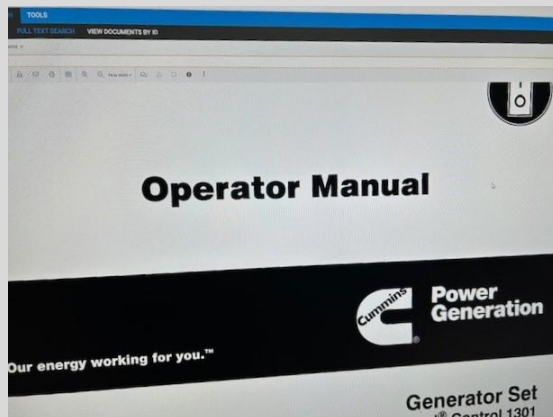 TOOLS
FULL TEXT SEARCH VIEW DOCUMENTS BY ID
Operator Manual
Cummins
Power
Generation
Our energy working for you.™
Generator Set
Control 1301